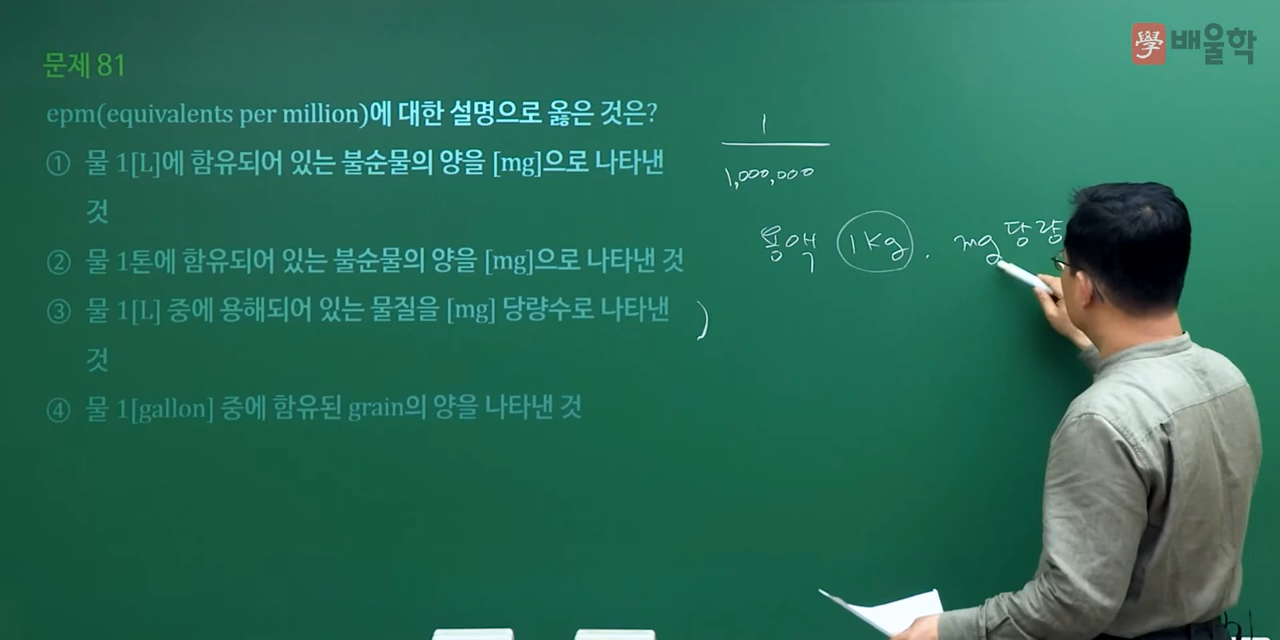 學 배울학
문제 81
epm(equivalents per million)에 대한 설명으로 옳은 것은?
① 물 1[L]에 함유되어 있는 불순물의 양을 [mg]으로 나타낸
것
② 물 1톤에 함유되어 있는 불순물의 양을 [mg]으로 나타낸 것
③ 물 1[L] 중에 용해되어 있는 물질을 [mg] 당량수로 나타낸
것
④ 물 1[gallon] 중에 함유된 grain의 양을 나타낸 것
1
1,000,000
용액 1kg. mg당량
)